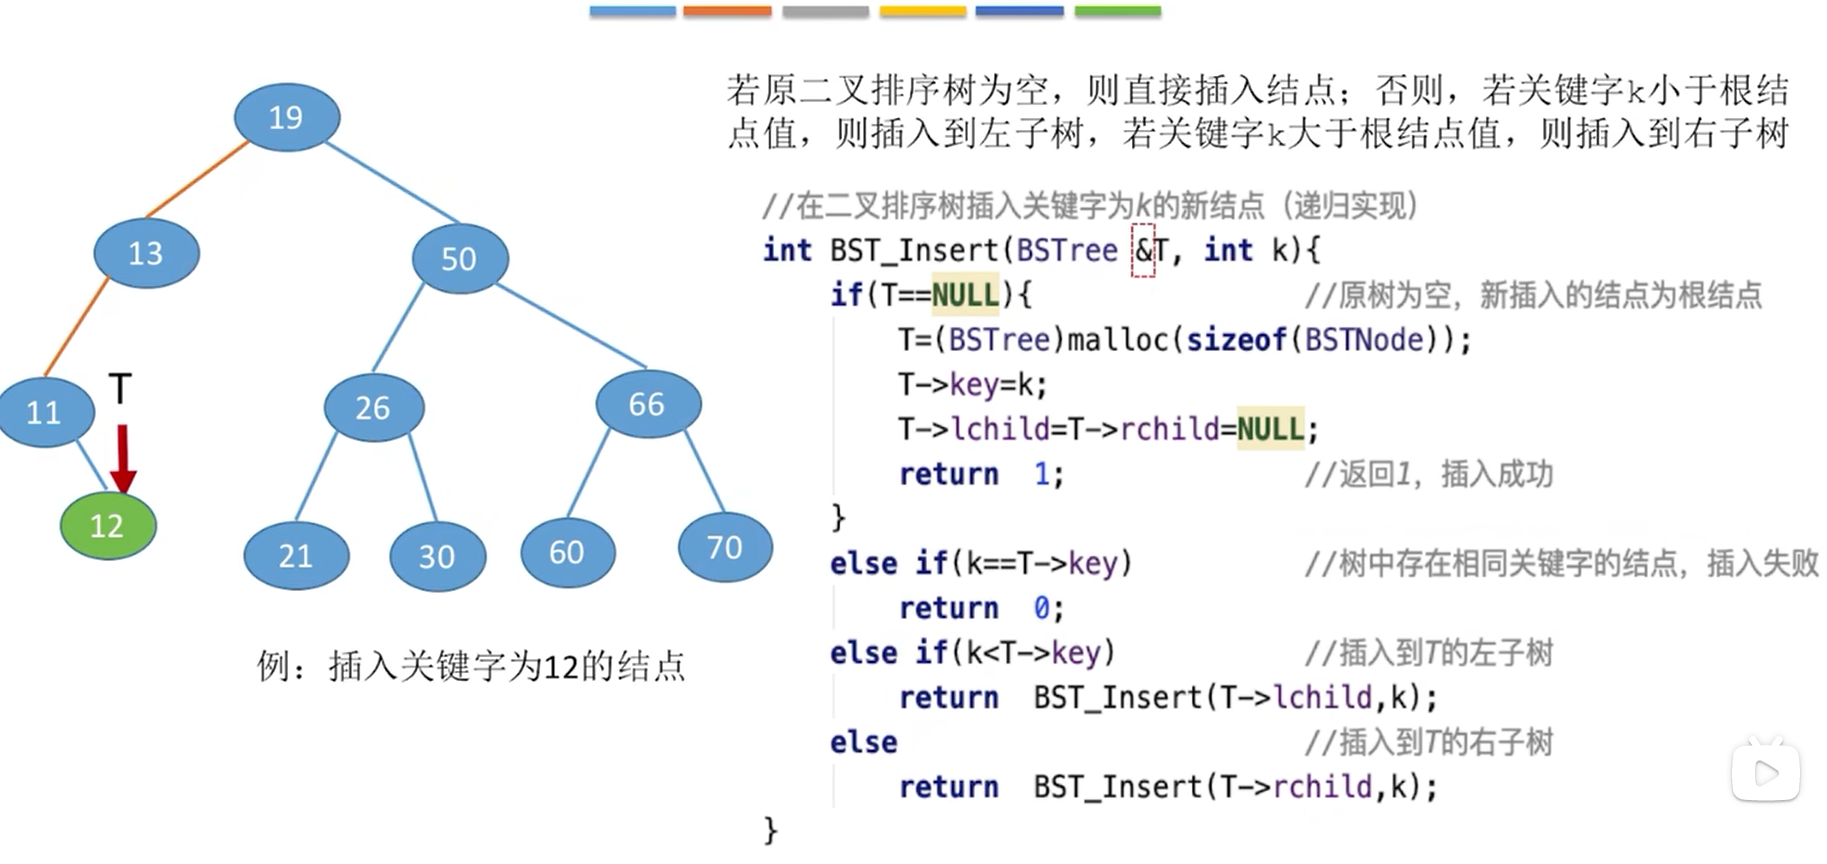 19
13
50
T
11
26
66
12
21
30
60
70
例：插入关键字为12的结点
若原二叉排序树为空，则直接插入结点；否则，若关键字k小于根结
点值，则插入到左子树，若关键字k大于根结点值，则插入到右子树
//在二叉排序树插入关键字为k的新结点（递归实现）
int BST_Insert(BSTree &T, int k){
if(T==NULL){ //原树为空，新插入的结点为根结点
T=(BSTree)malloc(sizeof(BSTNode));
T->key=k;
T->lchild=T->rchild=NULL;
return 1; //返回1，插入成功
}
else if(k==T->key) //树中存在相同关键字的结点，插入失败
return 0;
else if(k<T->key) //插入到T的左子树
return BST_Insert(T->lchild,k);
else //插入到T的右子树
return BST_Insert(T->rchild,k);
}